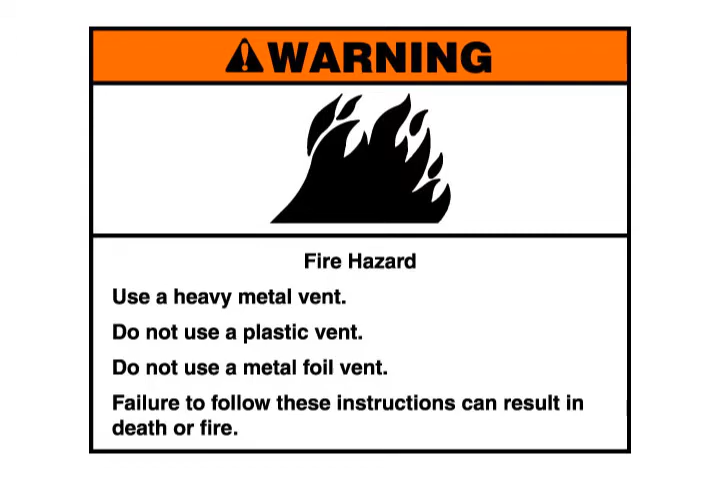 WARNING
Fire Hazard
Use a heavy metal vent.
Do not use a plastic vent.
Do not use a metal foil vent.
Failure to follow these instructions can result in
death or fire.